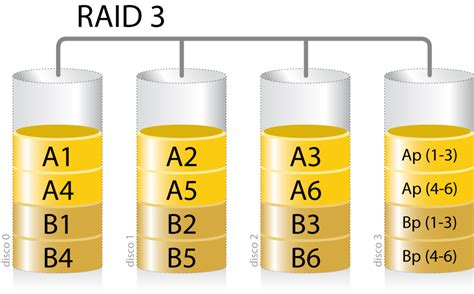 RAID 3
A1 A2 A3 Ap (1-3)
A4 A5 A6 Ap (4-6)
B1 B2 B3 Bp (1-3)
B4 B5 B6 Bp (4-6)
disco 0 disco 1 disco 2 disco 3